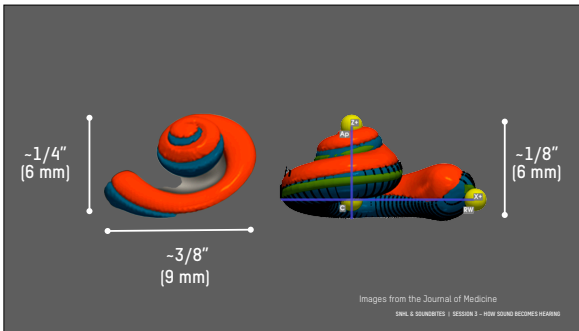 ~1/4"
(6 mm)
~3/8"
(9 mm)
Z+
Ap
C
X+
RW
~1/8"
(6 mm)
Images from the Journal of Medicine
SNHL & SOUNDBITES | SESSION 3 – HOW SOUND BECOMES HEARING